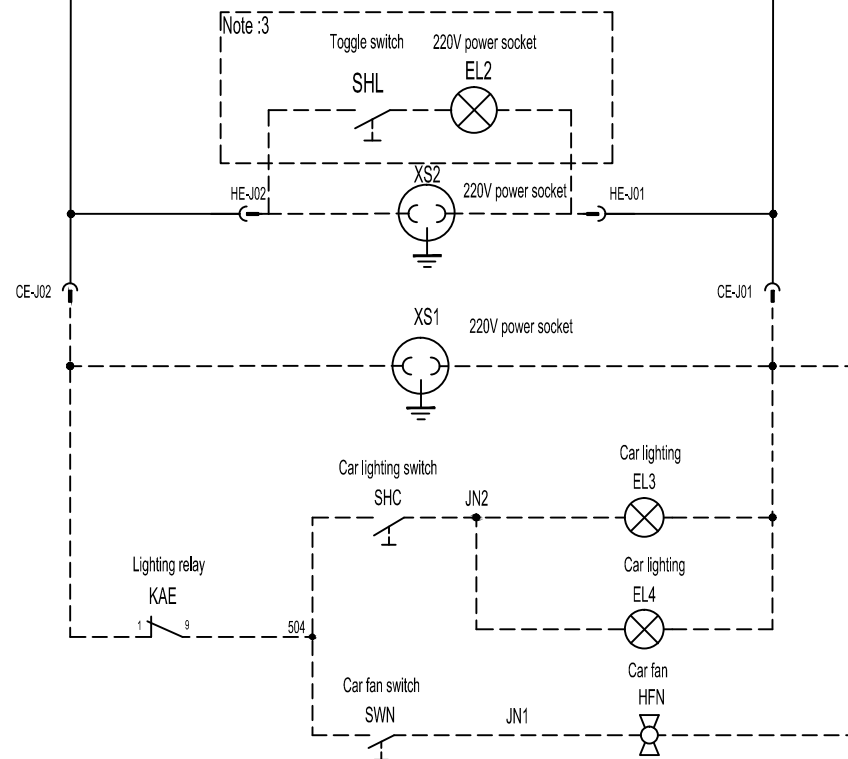 Note :3
Toggle switch
220V power socket
SHL
EL2
XS2
HE-J02
220V power socket
HE-J01
CE-J02
CE-J01
XS1
220V power socket
Car lighting
Car lighting switch
EL3
SHC
JN2
Lighting relay
Car lighting
KAE
EL4
1
9
504
Car fan
Car fan switch
HFN
SWN
JN1